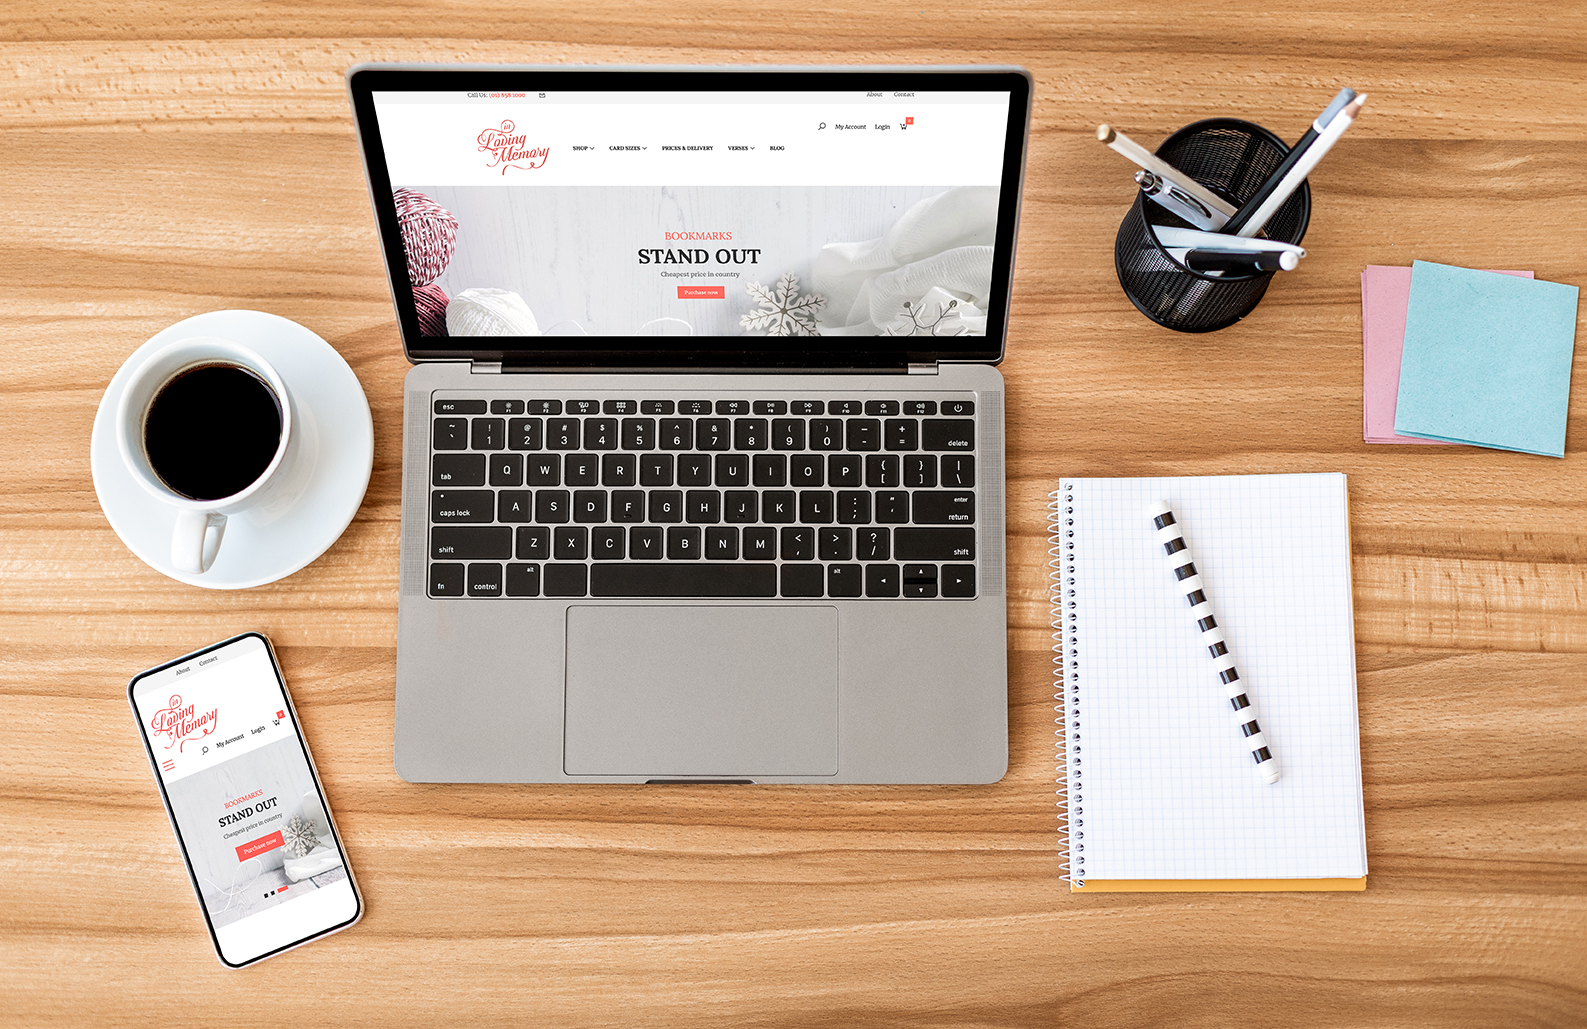 Call Us: (01) 858 1000
About Contact
in
Loving
Memory
My Account Login
0
SHOP CARD SIZES PRICES & DELIVERY VERSES BLOG
BOOKMARKS
STAND OUT
Cheapest price in country
Purchase now
esc F1 F2 F3 F4 F5 F6 F7 F8 F9 F10 F11 F12
~ ! @ # $ % ^ & * ( ) _ +
` 1 2 3 4 5 6 7 8 9 0 - = delete
tab Q W E R T Y U I O P { [ } ] | \
caps lock A S D F G H J K L : ; " ' enter return
shift Z X C V B N M < , > . ? / shift
fn control alt alt
About Contact
in
Loving
Memory
My Account Login
BOOKMARKS
STAND OUT
Cheapest price in country
Purchase now